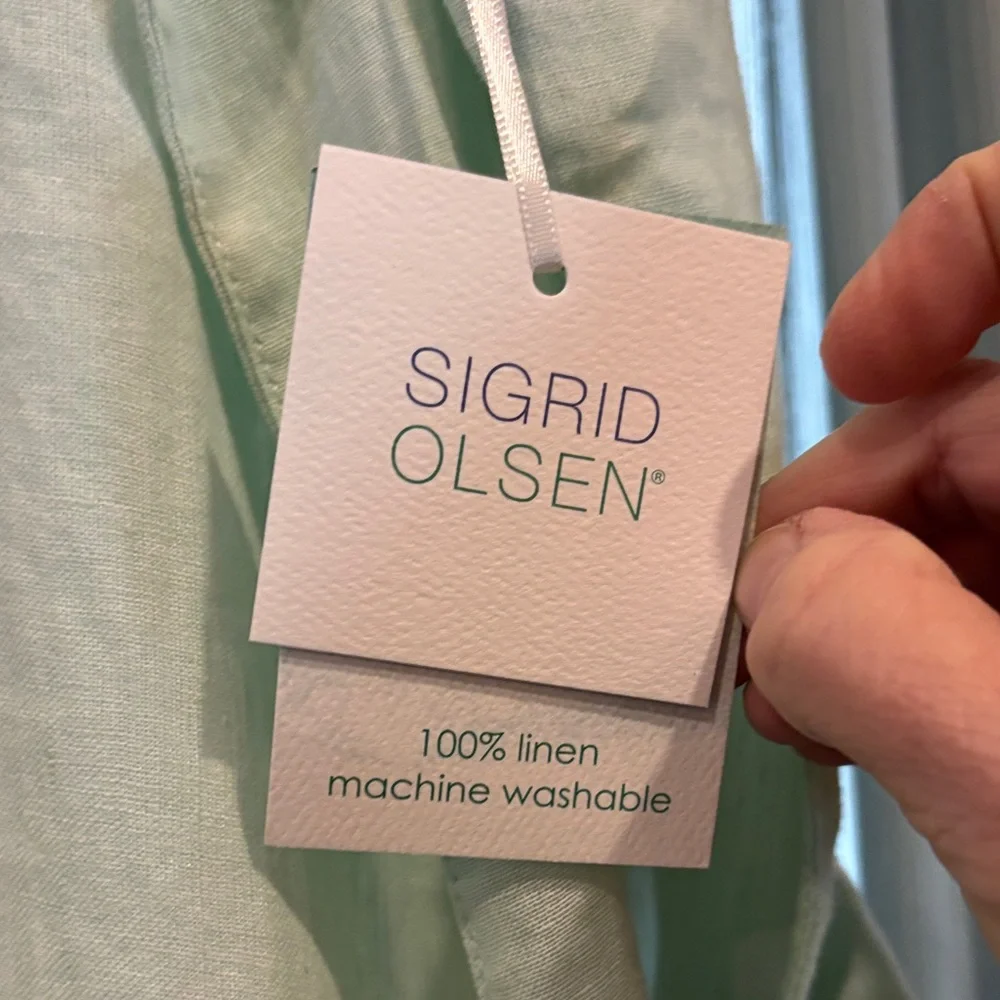 SIGRID
OLSEN®
100% linen
machine washable